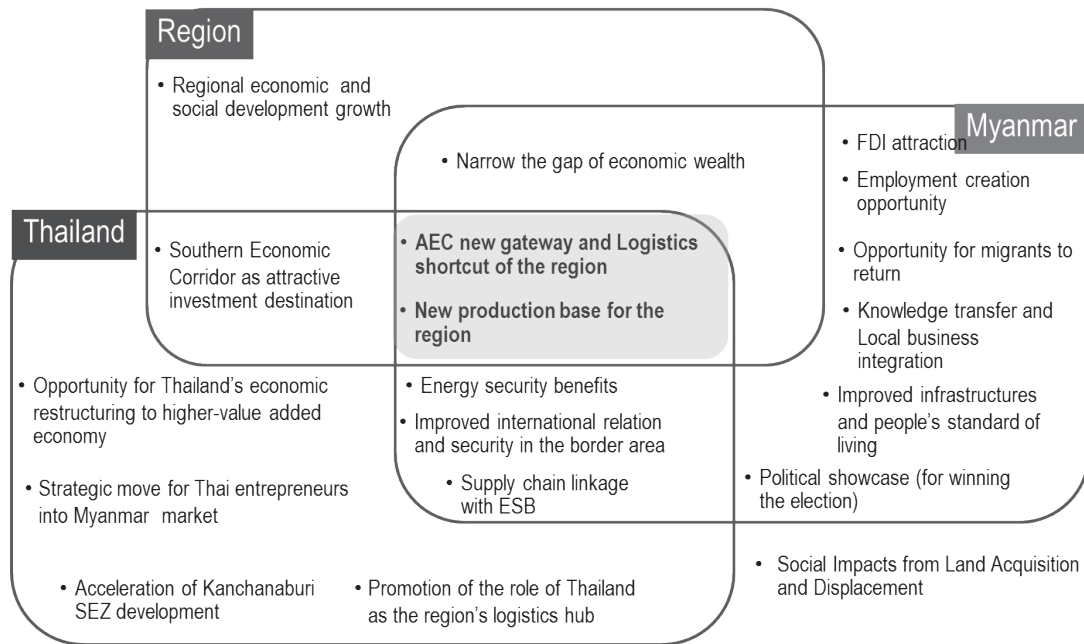 Region
• Regional economic and
social development growth
Myanmar
• FDI attraction
• Narrow the gap of economic wealth
• Employment creation
opportunity
Thailand
• Southern Economic
Corridor as attractive
investment destination
• AEC new gateway and Logistics
shortcut of the region
• New production base for the
region
• Opportunity for migrants to
return
• Knowledge transfer and
Local business
integration
• Opportunity for Thailand's economic
restructuring to higher-value added
economy
• Energy security benefits
• Improved international relation
and security in the border area
• Improved infrastructures
and people's standard of
living
• Strategic move for Thai entrepreneurs
into Myanmar market
• Supply chain linkage
with ESB
• Political showcase (for winning
the election)
• Acceleration of Kanchanaburi
SEZ development
• Promotion of the role of Thailand
as the region's logistics hub
• Social Impacts from Land Acquisition
and Displacement